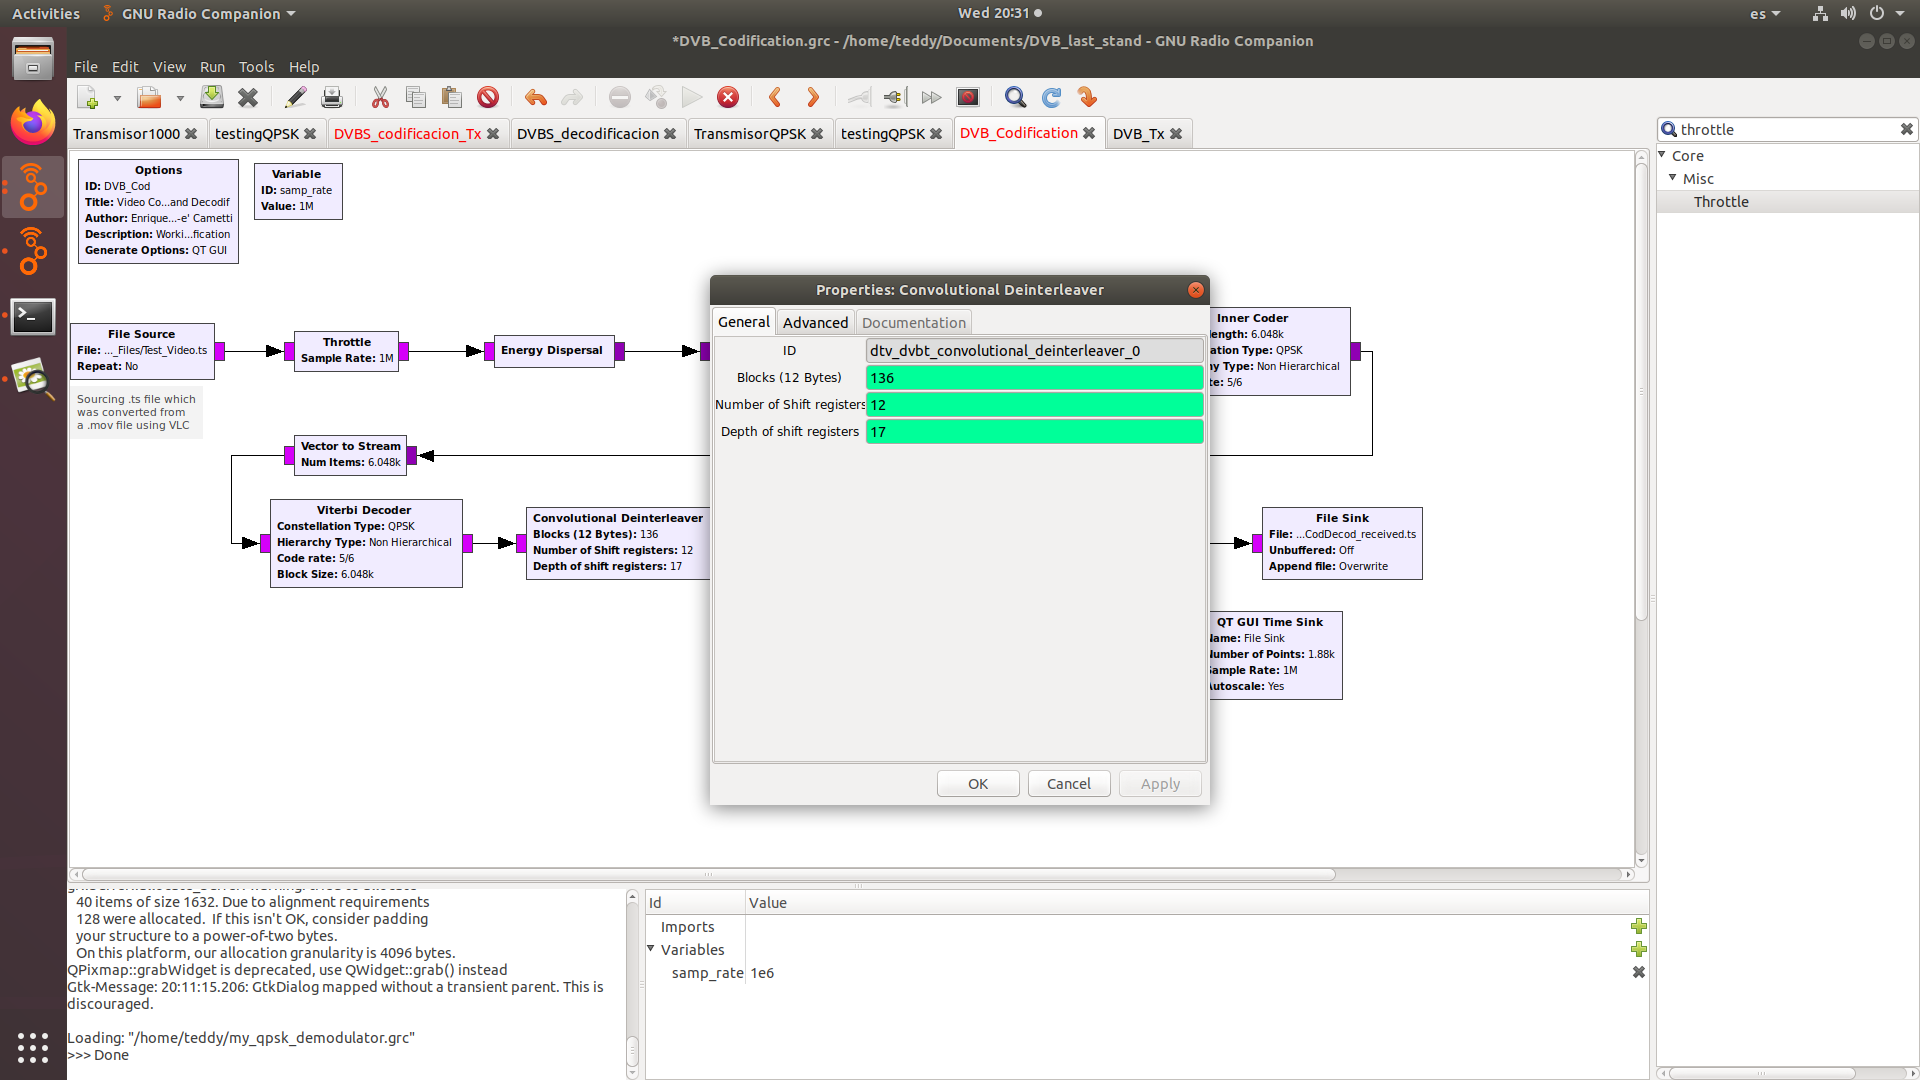 Activities
GNU Radio Companion
Wed 20:31
es
*DVB_Codification.grc - /home/teddy/Documents/DVB_last_stand - GNU Radio Companion
File Edit View Run Tools Help
Transmisor1000
testingQPSK
DVBS_codificacion_Tx
DVBS_decodificacion
TransmisorQPSK
testingQPSK
DVB_Codification
DVB_Tx
throttle
Core
Misc
Throttle
Options
ID: DVB_Cod
Title: Video Co...and Decodif
Author: Enrique...-e' Cametti
Description: Worki...fication
Generate Options: QT GUI
Variable
ID: samp_rate
Value: 1M
File Source
File: ..._Files/Test_Video.ts
Repeat: No
Sourcing .ts file which
was converted from
a .mov file using VLC
Throttle
Sample Rate: 1M
Energy Dispersal
Inner Coder
length: 6.048k
ation Type: QPSK
hy Type: Non Hierarchical
te: 5/6
Vector to Stream
Num Items: 6.048k
Viterbi Decoder
Constellation Type: QPSK
Hierarchy Type: Non Hierarchical
Code rate: 5/6
Block Size: 6.048k
Convolutional Deinterleaver
Blocks (12 Bytes): 136
Number of Shift registers: 12
Depth of shift registers: 17
File Sink
File: ...CodDecod_received.ts
Unbuffered: Off
Append file: Overwrite
QT GUI Time Sink
Name: File Sink
Number of Points: 1.88k
Sample Rate: 1M
Autoscale: Yes
Properties: Convolutional Deinterleaver
General
Advanced
Documentation
ID dtv_dvbt_convolutional_deinterleaver_0
Blocks (12 Bytes) 136
Number of Shift registers 12
Depth of shift registers 17
OK
Cancel
Apply
40 items of size 1632. Due to alignment requirements
128 were allocated. If this isn't OK, consider padding
your structure to a power-of-two bytes.
On this platform, our allocation granularity is 4096 bytes.
QPixmap::grabWidget is deprecated, use QWidget::grab() instead
Gtk-Message: 20:11:15.206: GtkDialog mapped without a transient parent. This is
discouraged.
Loading: "/home/teddy/my_qpsk_demodulator.grc"
>>> Done
Id Value
Imports
Variables
samp_rate 1e6